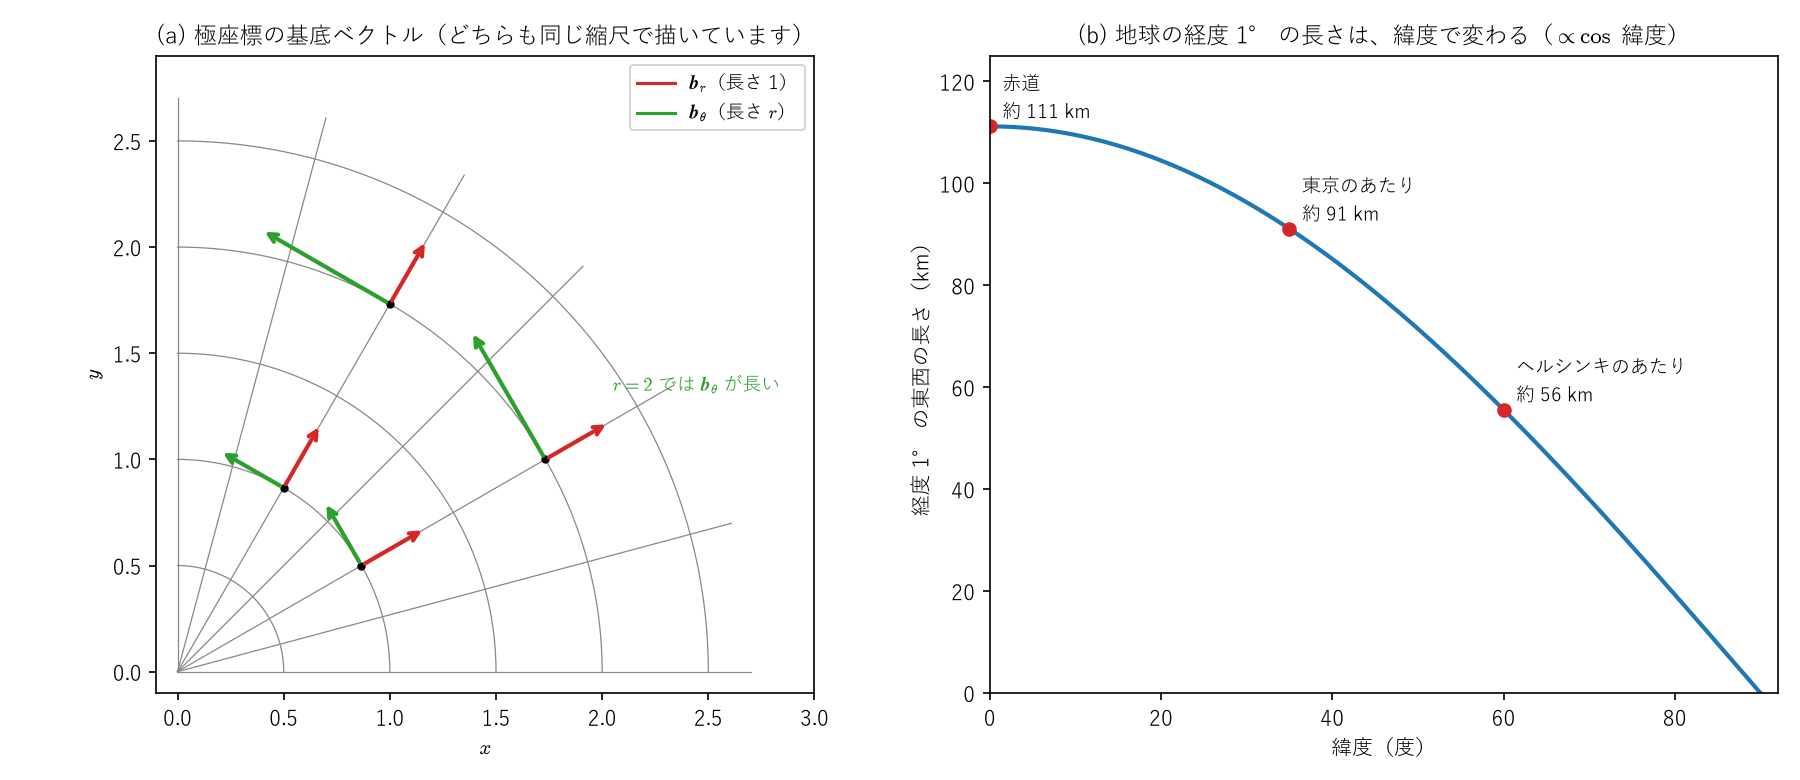 (a) 極座標の基底ベクトル（どちらも同じ縮尺で描いています）
b_r（長さ 1）
b_θ（長さ r）
r = 2 では b_θ が長い
y
2.5
2.0
1.5
1.0
0.5
0.0
0.0 0.5 1.0 1.5 2.0 2.5 3.0
x
(b) 地球の経度 1° の長さは、緯度で変わる（∝ cos 緯度）
赤道
約 111 km
東京のあたり
約 91 km
ヘルシンキのあたり
約 56 km
経度 1° の東西の長さ（km）
120
100
80
60
40
20
0
0 20 40 60 80
緯度（度）